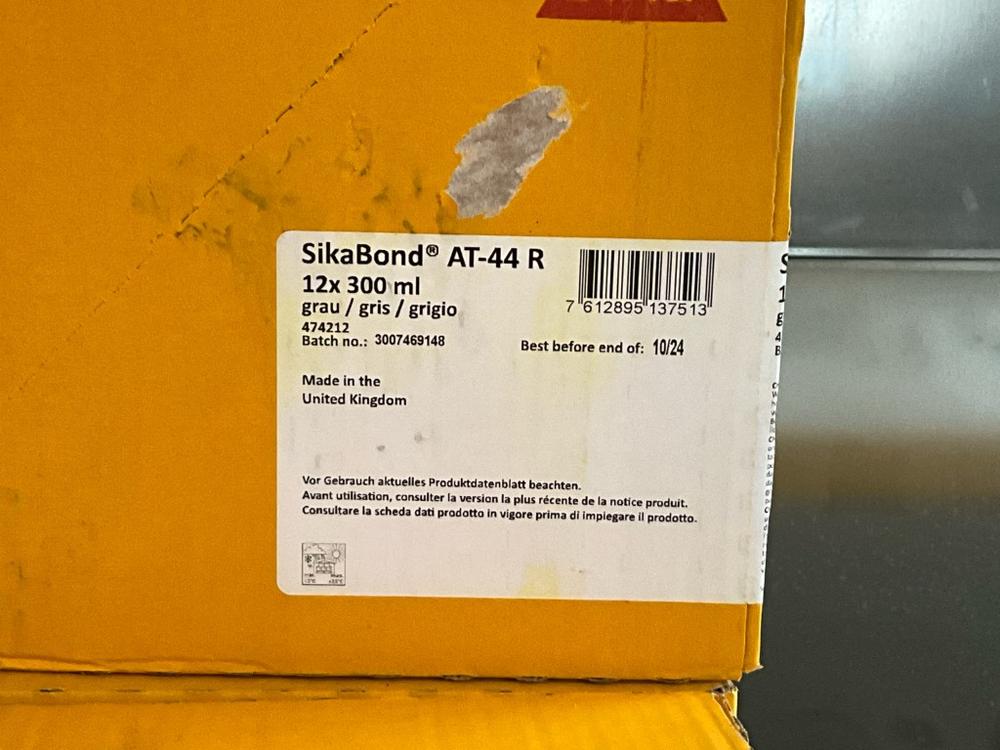 SikaBond® AT-44 R
12x 300 ml
grau / gris / grigio
474212
Batch no.: 3007469148
7 612895 137513
Best before end of: 10/24
Made in the
United Kingdom
Vor Gebrauch aktuelles Produktdatenblatt beachten.
Avant utilisation, consulter la version la plus récente de la notice produit.
Consultare la scheda dati prodotto in vigore prima di impiegare il prodotto.